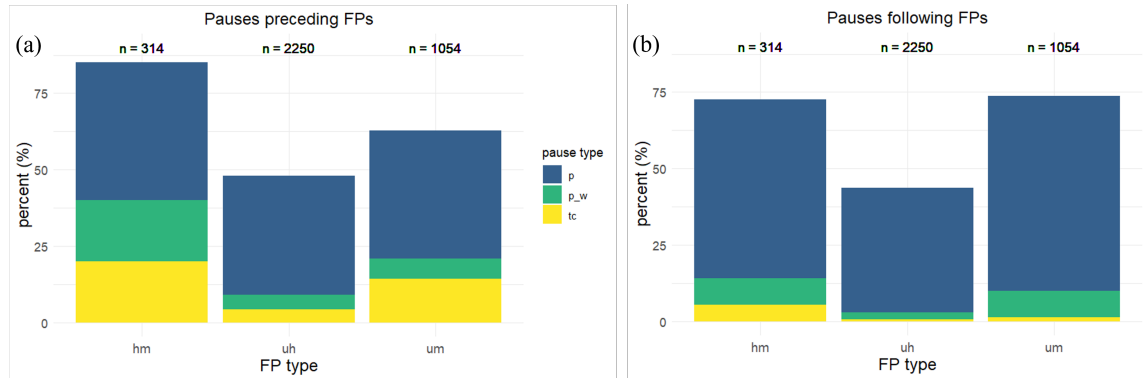 Pauses preceding FPs
(a)
n = 314
n = 2250
n = 1054
75
50
25
0
percent (%)
hm
uh
um
FP type
pause type
p
p_w
tc
Pauses following FPs
(b)
n = 314
n = 2250
n = 1054
75
50
25
0
percent (%)
hm
uh
um
FP type